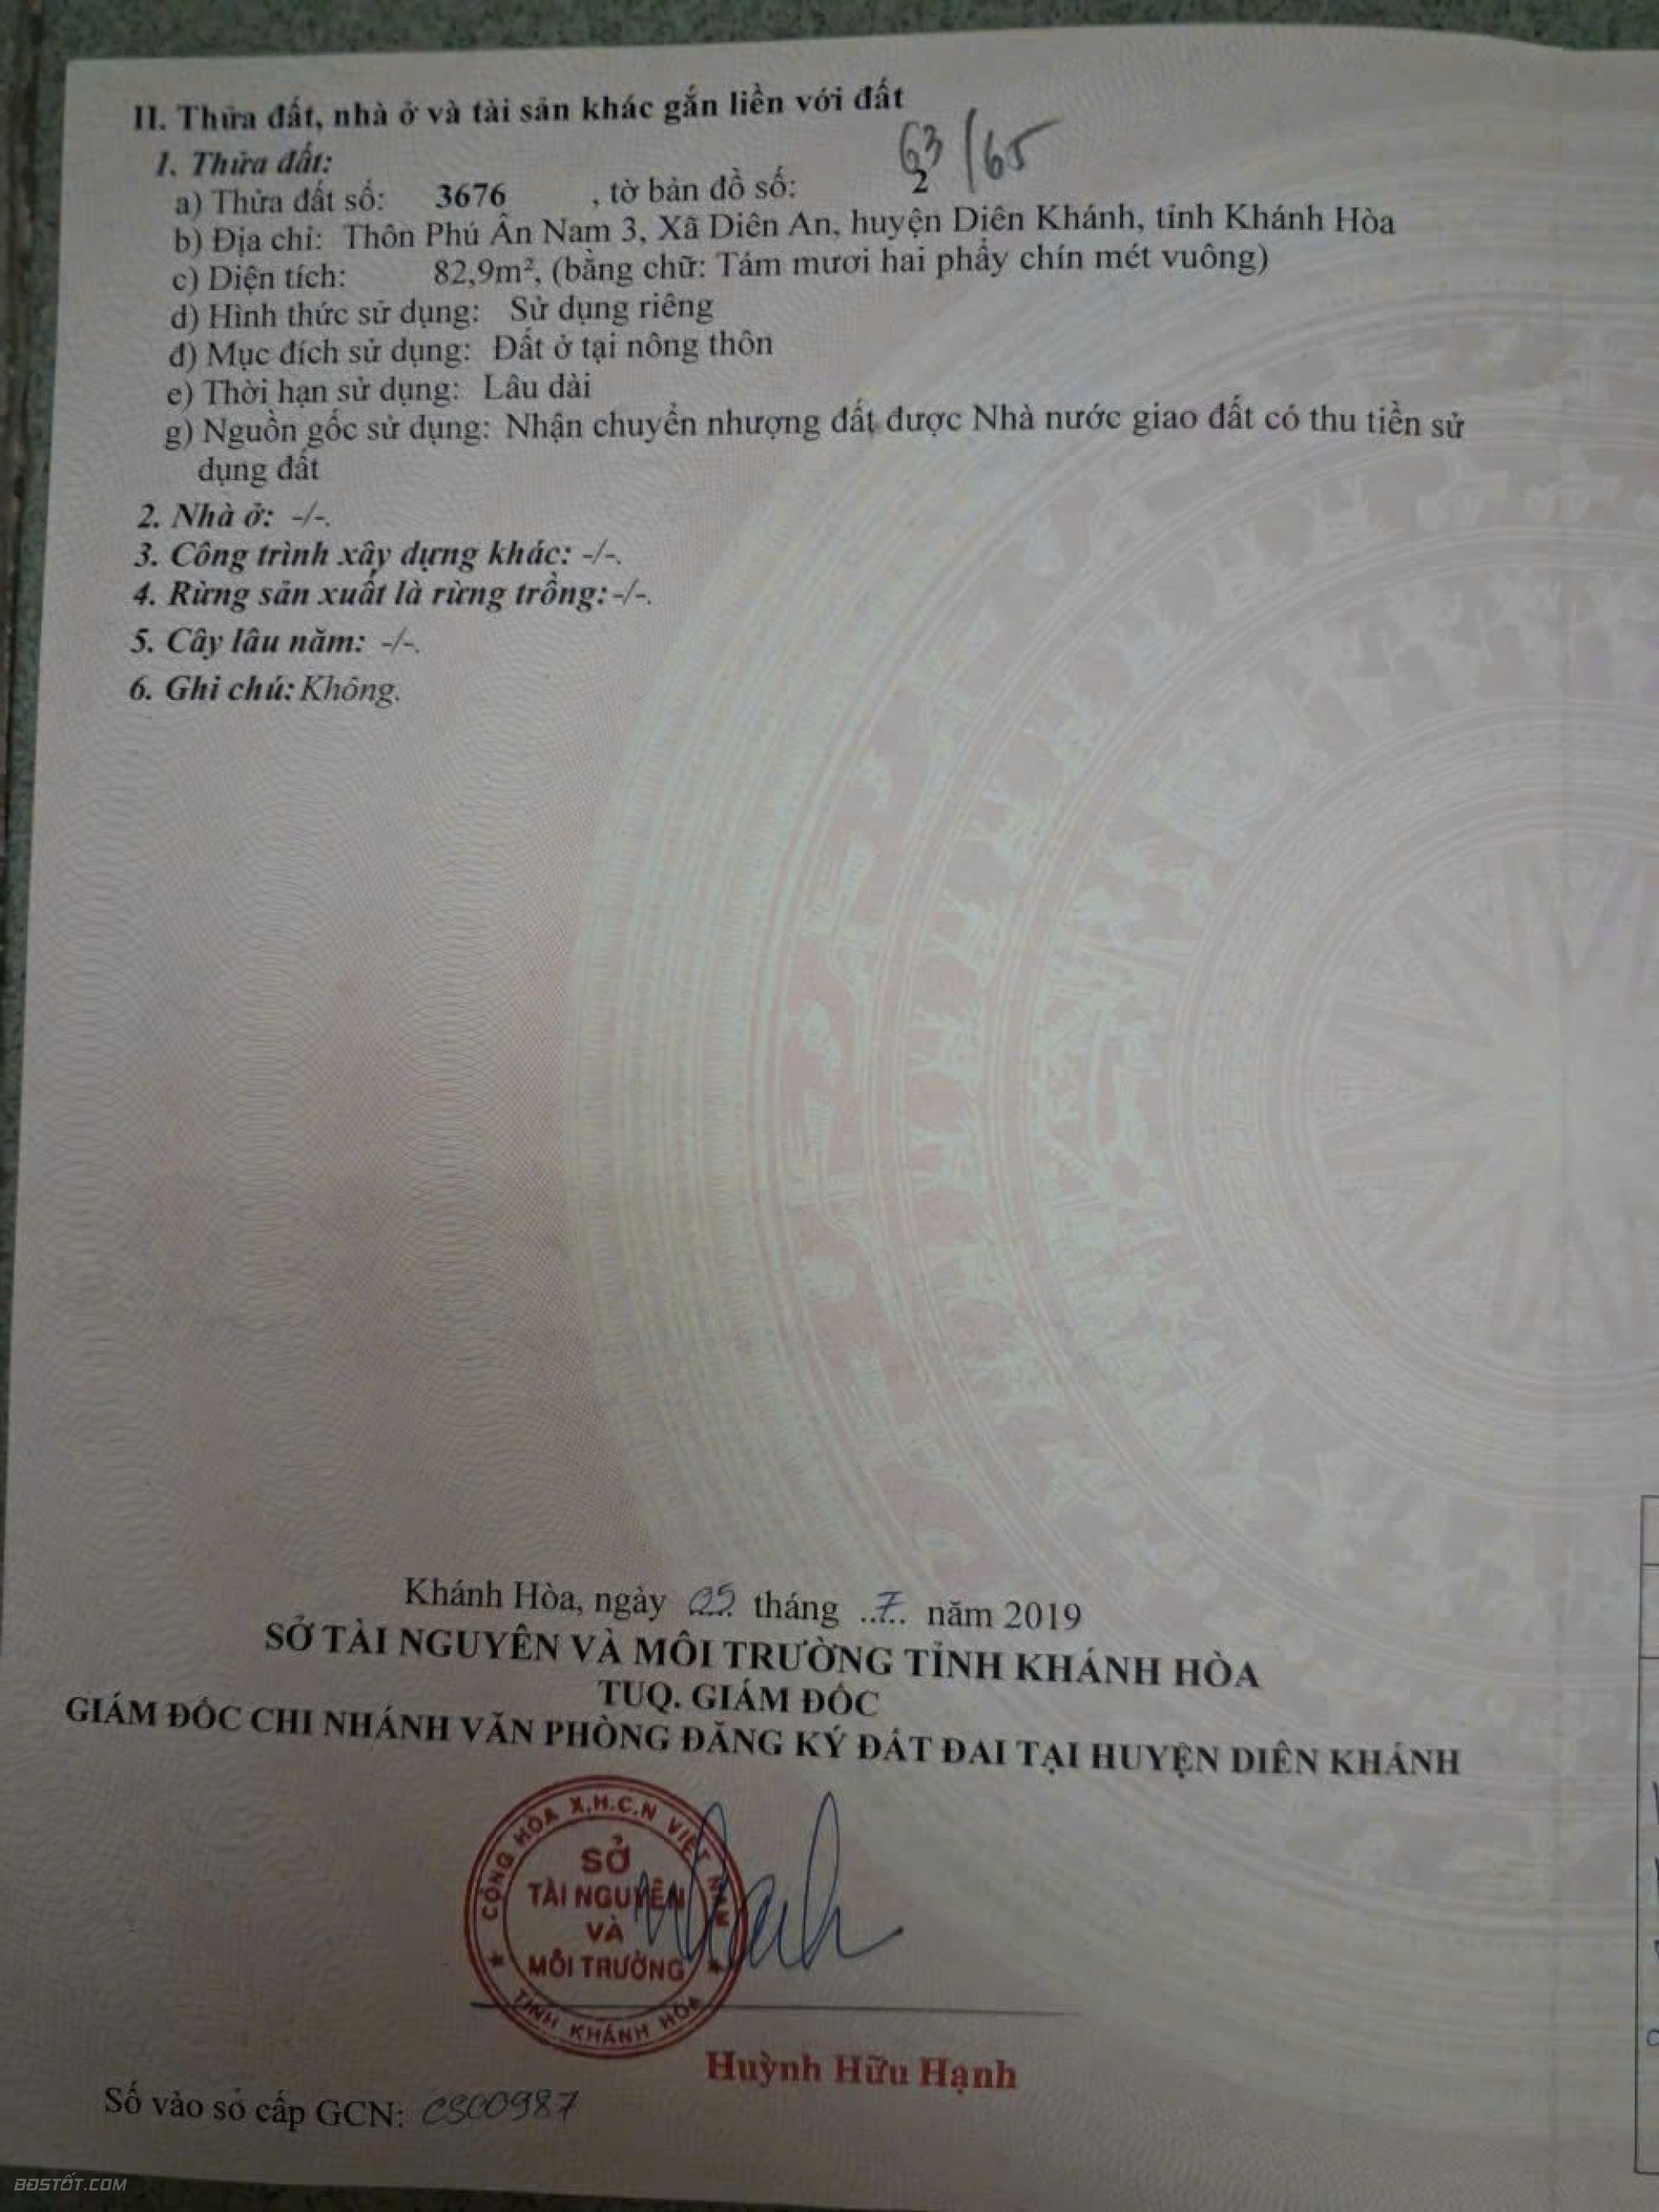 II. Thửa đất, nhà ở và tài sản khác gắn liền với đất
1. Thửa đất:
63/65
a) Thửa đất số: 3676 , tờ bản đồ số: 2
b) Địa chỉ: Thôn Phú Ân Nam 3, Xã Diên An, huyện Diên Khánh, tỉnh Khánh Hòa
c) Diện tích: 82,9m², (bằng chữ: Tám mươi hai phẩy chín mét vuông)
d) Hình thức sử dụng: Sử dụng riêng
đ) Mục đích sử dụng: Đất ở tại nông thôn
e) Thời hạn sử dụng: Lâu dài
g) Nguồn gốc sử dụng: Nhận chuyển nhượng đất được Nhà nước giao đất có thu tiền sử
dụng đất
2. Nhà ở: -/-.
3. Công trình xây dựng khác: -/-.
4. Rừng sản xuất là rừng trồng: -/-.
5. Cây lâu năm: -/-.
6. Ghi chú: Không.
Khánh Hòa, ngày 05 tháng 7 năm 2019
SỞ TÀI NGUYÊN VÀ MÔI TRƯỜNG TỈNH KHÁNH HÒA
TUQ. GIÁM ĐỐC
GIÁM ĐỐC CHI NHÁNH VĂN PHÒNG ĐĂNG KÝ ĐẤT ĐAI TẠI HUYỆN DIÊN KHÁNH
CỘNG HÒA X.H.C.N VIỆT NAM
SỞ
TÀI NGUYÊN
VÀ
MÔI TRƯỜNG
TỈNH KHÁNH HÒA
Huỳnh Hữu Hạnh
Số vào sổ cấp GCN: CS00987
BĐSTỐT.COM